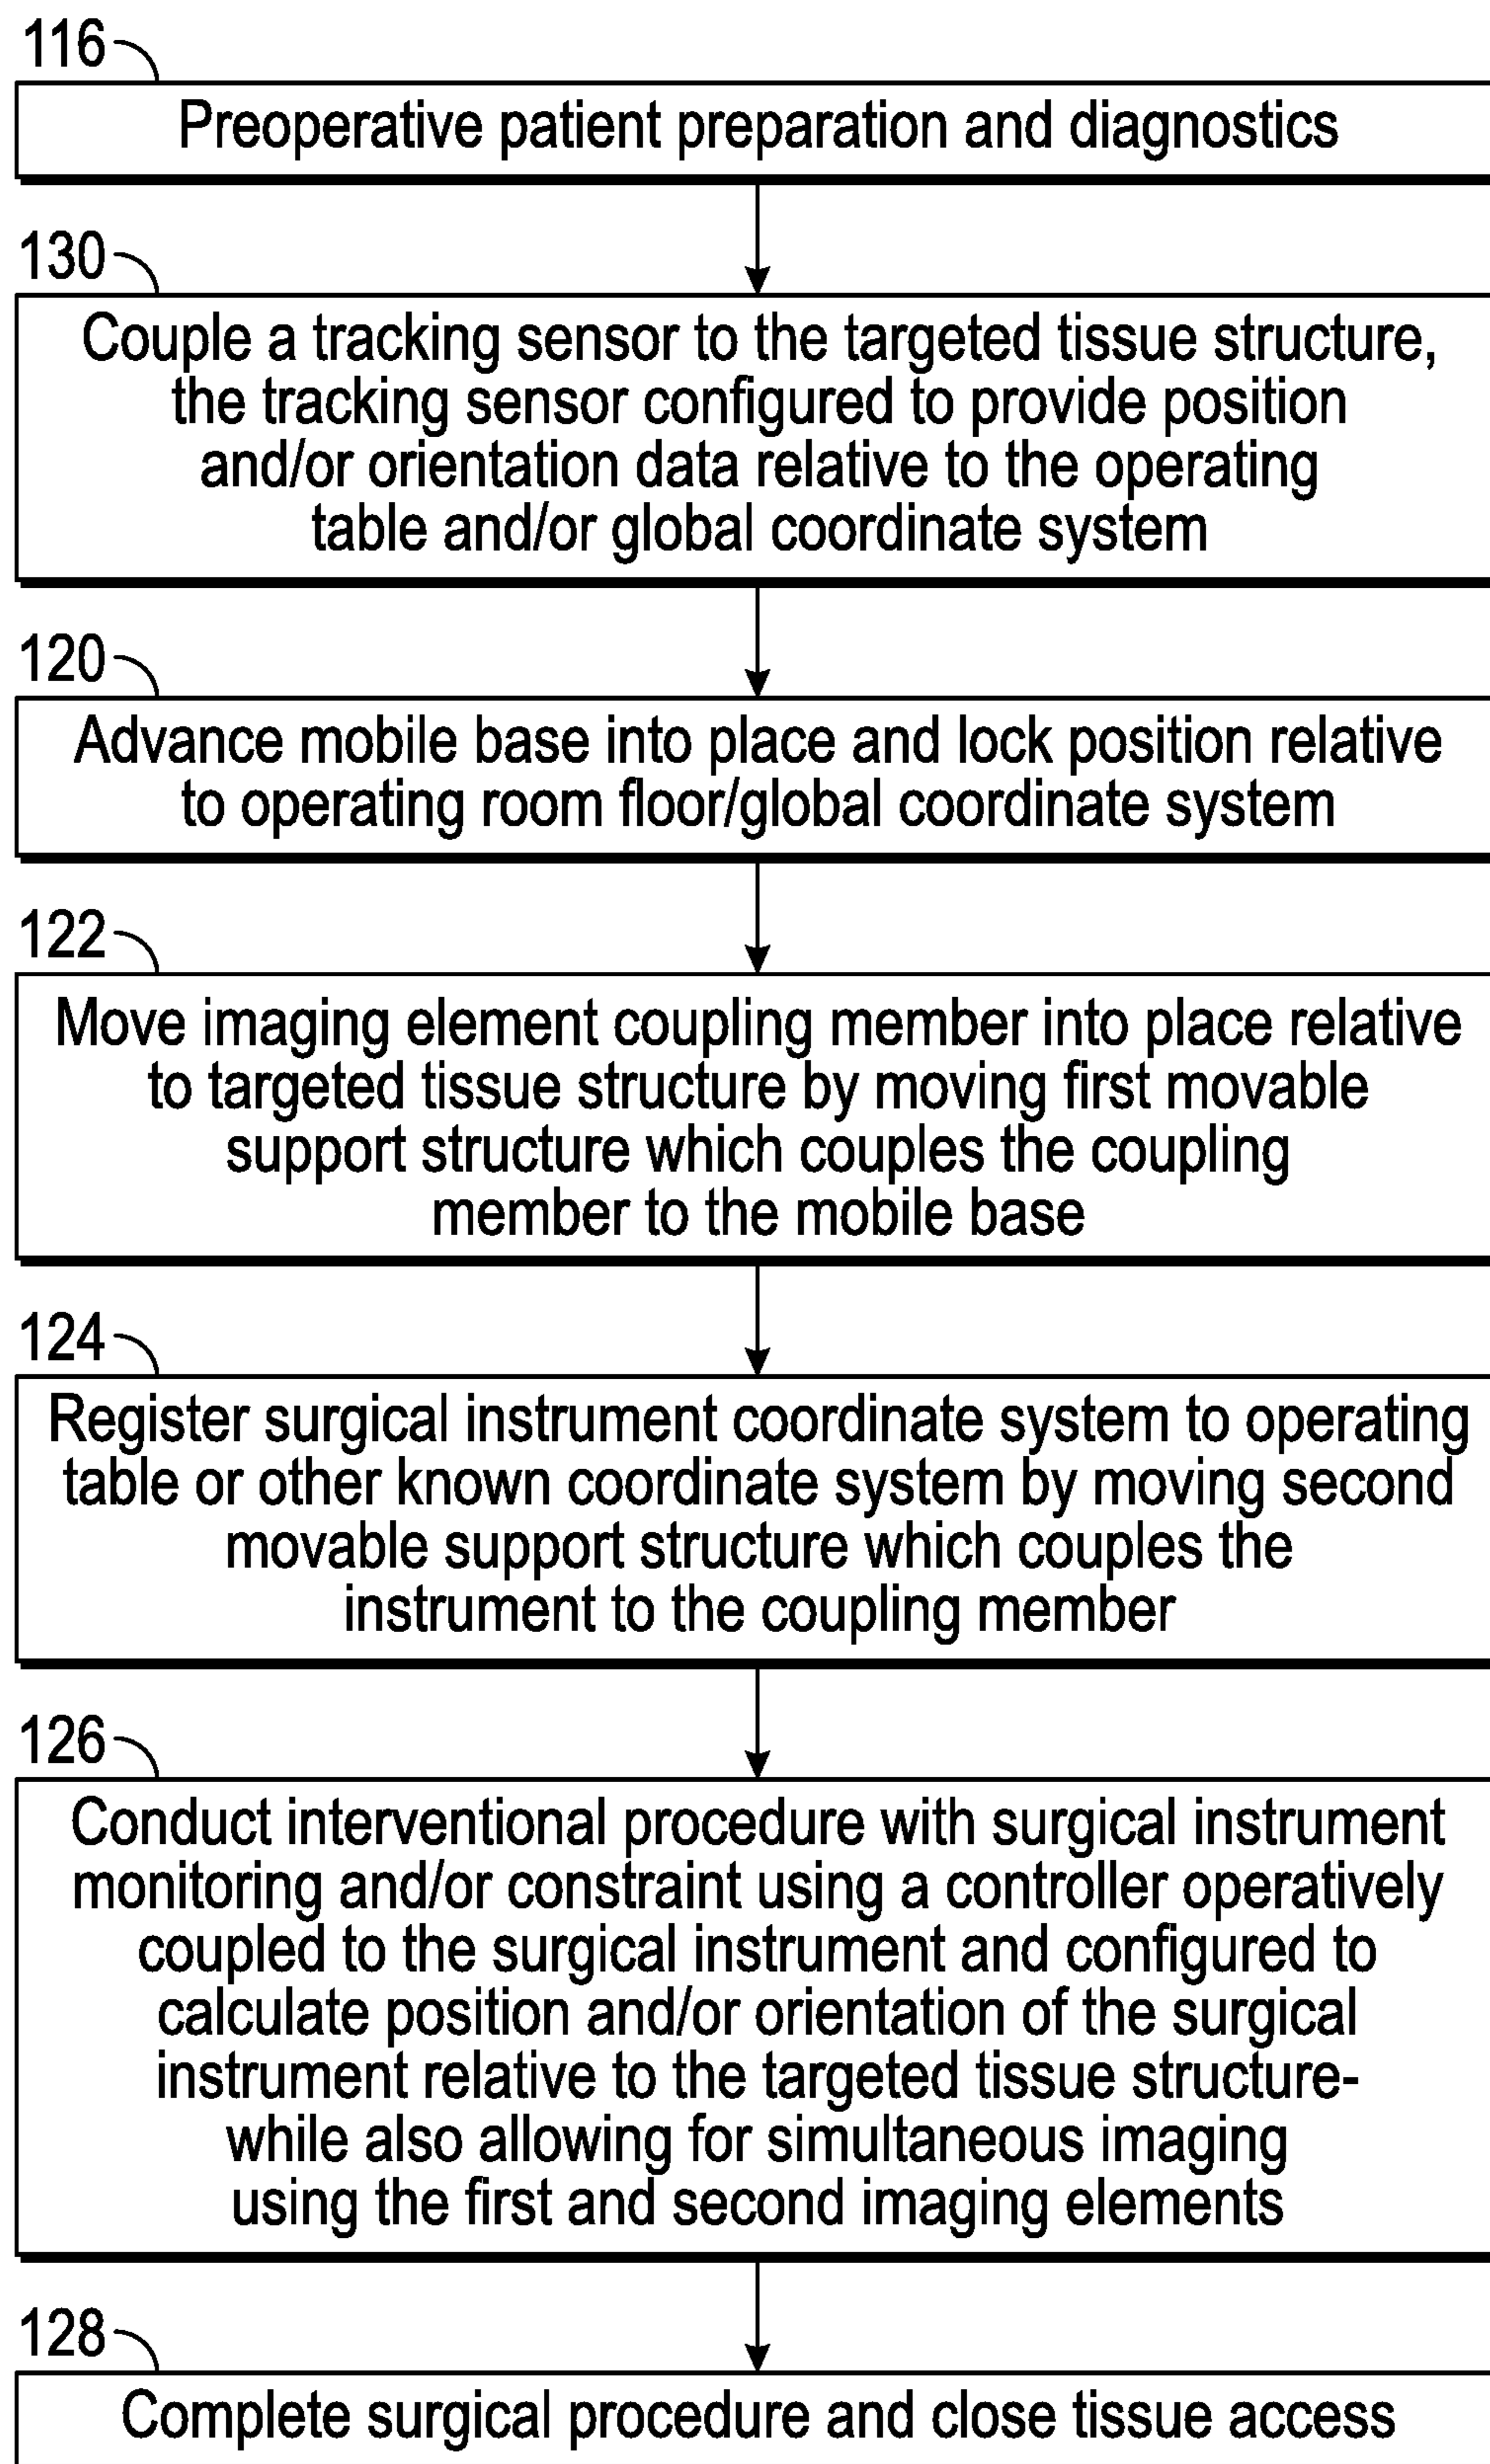 116
Preoperative patient preparation and diagnostics
130
Couple a tracking sensor to the targeted tissue structure,
the tracking sensor configured to provide position
and/or orientation data relative to the operating
table and/or global coordinate system
120
Advance mobile base into place and lock position relative
to operating room floor/global coordinate system
122
Move imaging element coupling member into place relative
to targeted tissue structure by moving first movable
support structure which couples the coupling
member to the mobile base
124
Register surgical instrument coordinate system to operating
table or other known coordinate system by moving second
movable support structure which couples the
instrument to the coupling member
126
Conduct interventional procedure with surgical instrument
monitoring and/or constraint using a controller operatively
coupled to the surgical instrument and configured to
calculate position and/or orientation of the surgical
instrument relative to the targeted tissue structure-
while also allowing for simultaneous imaging
using the first and second imaging elements
128
Complete surgical procedure and close tissue access